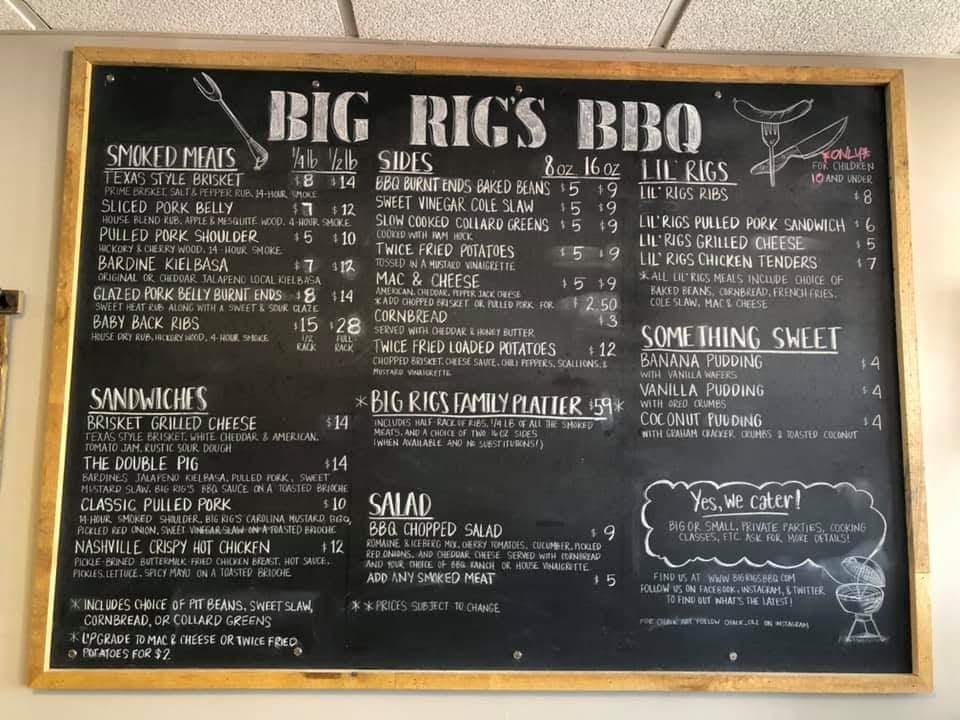 BIG RIG'S BBQ
SMOKED MEATS 1/4 lb 1/2 lb
TEXAS STYLE BRISKET $8 $14
PRIME BRISKET, SALT & PEPPER RUB, 14-HOUR SMOKE
SLICED PORK BELLY $7 $12
HOUSE BLEND RUB, APPLE & MESQUITE WOOD, 4-HOUR SMOKE
PULLED PORK SHOULDER $5 $10
HICKORY & CHERRY WOOD, 14-HOUR SMOKE
BARDINE KIELBASA $7 $12
ORIGINAL OR CHEDDAR JALAPENO LOCAL KIELBASA
GLAZED PORK BELLY BURNT ENDS $8 $14
SWEET HEAT RUB ALONG WITH A SWEET & SOUR GLAZE
BABY BACK RIBS $15 $28
HOUSE DRY RUB, HICKORY WOOD, 4-HOUR SMOKE 1/2 RACK FULL RACK
SANDWICHES
BRISKET GRILLED CHEESE $14
TEXAS STYLE BRISKET, WHITE CHEDDAR & AMERICAN,
TOMATO JAM, RUSTIC SOUR DOUGH
THE DOUBLE PIG $14
BARDINES JALAPENO KIELBASA, PULLED PORK, SWEET
MUSTARD SLAW, BIG RIG'S BBQ SAUCE ON A TOASTED BRIOCHE
CLASSIC PULLED PORK $10
14-HOUR SMOKED SHOULDER, BIG RIG'S CAROLINA MUSTARD BBQ,
PICKLED RED ONION, SWEET VINEGAR SLAW ON A TOASTED BRIOCHE
NASHVILLE CRISPY HOT CHICKEN $12
PICKLE-BRINED BUTTERMILK FRIED CHICKEN BREAST, HOT SAUCE,
PICKLES, LETTUCE, SPICY MAYO ON A TOASTED BRIOCHE
* INCLUDES CHOICE OF PIT BEANS, SWEET SLAW,
CORNBREAD, OR COLLARD GREENS
* UPGRADE TO MAC & CHEESE OR TWICE FRIED
POTATOES FOR $2
SIDES 8 oz 16 oz
BBQ BURNT ENDS BAKED BEANS $5 $9
SWEET VINEGAR COLE SLAW $5 $9
SLOW COOKED COLLARD GREENS $5 $9
COOKED WITH HAM HOCK
TWICE FRIED POTATOES $5 $9
TOSSED IN A MUSTARD VINAIGRETTE
MAC & CHEESE $5 $9
AMERICAN, CHEDDAR, PEPPER JACK CHEESE
*ADD CHOPPED BRISKET OR PULLED PORK FOR $2.50
CORNBREAD $3
SERVED WITH CHEDDAR & HONEY BUTTER
TWICE FRIED LOADED POTATOES $12
CHOPPED BRISKET, CHEESE SAUCE, CHILI PEPPERS, SCALLIONS, &
MUSTARD VINAIGRETTE
* BIG RIGS FAMILY PLATTER $59 *
INCLUDES HALF RACK OF RIBS, 1/4 LB OF ALL THE SMOKED
MEATS, AND A CHOICE OF TWO 16 OZ SIDES
(WHEN AVAILABLE AND NO SUBSTITUTIONS!)
SALAD
BBQ CHOPPED SALAD $9
ROMAINE & ICEBERG MIX, CHERRY TOMATOES, CUCUMBER, PICKLED
RED ONIONS, AND CHEDDAR CHEESE SERVED WITH CORNBREAD
AND YOUR CHOICE OF BBQ RANCH OR HOUSE VINAIGRETTE
ADD ANY SMOKED MEAT $5
* * PRICES SUBJECT TO CHANGE
LIL' RIGS
*ONLY*
FOR CHILDREN
10 AND UNDER
LIL' RIGS RIBS $8
LIL' RIGS PULLED PORK SANDWICH $6
LIL' RIGS GRILLED CHEESE $5
LIL' RIGS CHICKEN TENDERS $7
*ALL LIL' RIGS MEALS INCLUDE CHOICE OF
BAKED BEANS, CORNBREAD, FRENCH FRIES,
COLE SLAW, MAC & CHEESE
SOMETHING SWEET
BANANA PUDDING $4
WITH VANILLA WAFERS
VANILLA PUDDING $4
WITH OREO CRUMBS
COCONUT PUDDING $4
WITH GRAHAM CRACKER CRUMBS & TOASTED COCONUT
Yes, we cater!
BIG OR SMALL, PRIVATE PARTIES, COOKING
CLASSES, ETC. ASK FOR MORE DETAILS!
FIND US AT WWW.BIGRIGSBBQ.COM
FOLLOW US ON FACEBOOK, INSTAGRAM, & TWITTER
TO FIND OUT WHAT'S THE LATEST!
FOR CHALK ART FOLLOW CHALK_OLE ON INSTAGRAM